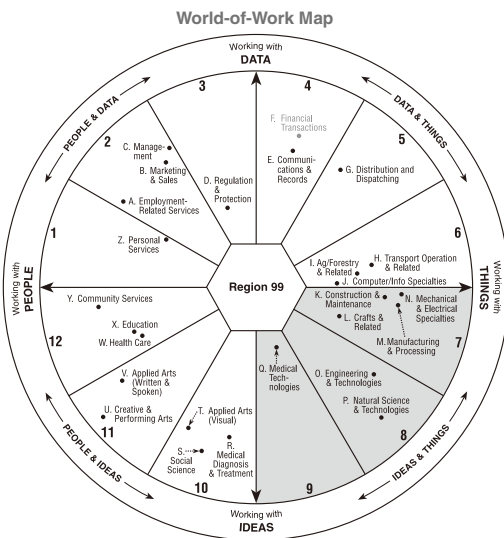 World-of-Work Map
Working with
DATA
PEOPLE & DATA
DATA & THINGS
3
4
2
5
F. Financial
Transactions
C. Manage-
ment
E. Communi-
cations &
Records
B. Marketing
& Sales
G. Distribution and
Dispatching
D. Regulation
&
Protection
A. Employment-
Related Services
1
6
Z. Personal
Services
H. Transport Operation
& Related
I. Ag/Forestry
& Related
J. Computer/Info Specialties
Working with
PEOPLE
Region 99
Working with
THINGS
K. Construction &
Maintenance
N. Mechanical
& Electrical
Specialties
Y. Community Services
L. Crafts &
Related
X. Education
W. Health Care
M. Manufacturing
& Processing
12
7
Q. Medical
Tech-
nologies
O. Engineering
& Technologies
V. Applied Arts
(Written &
Spoken)
P. Natural Science
& Technologies
U. Creative &
Performing Arts
T. Applied Arts
(Visual)
11
8
S.
Social
Science
R.
Medical
Diagnosis
& Treatment
10
9
PEOPLE & IDEAS
IDEAS & THINGS
Working with
IDEAS